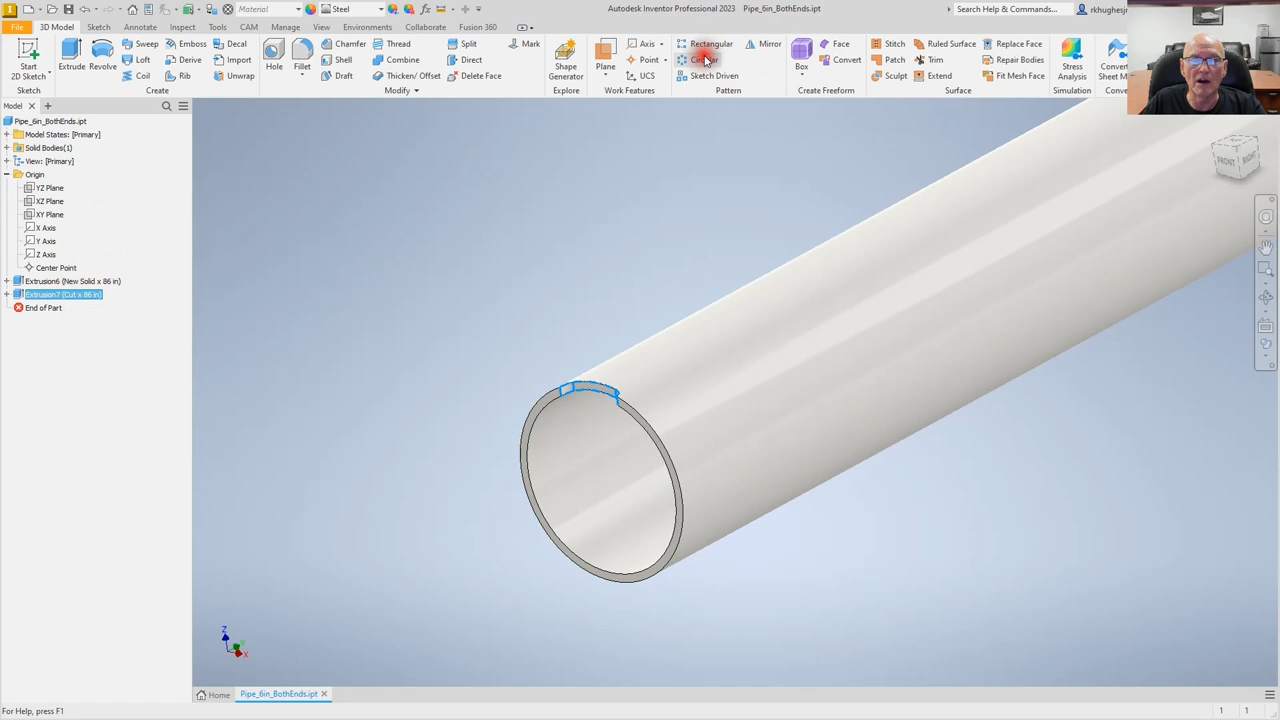 Material
Steel
Autodesk Inventor Professional 2023 Pipe_6in_BothEnds.ipt
Search Help & Commands...
rkhughesjr
File 3D Model Sketch Annotate Inspect Tools CAM Manage View Environments Collaborate Fusion 360
Start
2D Sketch
Sketch
Extrude
Revolve
Sweep Emboss Decal
Loft Derive Import
Coil Rib Unwrap
Create
Hole
Fillet
Chamfer Thread Split Mark
Shell Combine Direct
Draft Thicken/ Offset Delete Face
Modify
Shape
Generator
Explore
Plane
Axis
Point
UCS
Work Features
Rectangular Mirror
Circular
Sketch Driven
Pattern
Box
Face
Convert
Create Freeform
Stitch Ruled Surface Replace Face
Patch Trim Repair Bodies
Sculpt Extend Fit Mesh Face
Surface
Stress
Analysis
Simulation
Convert
Sheet M
Conv
Model
Pipe_6in_BothEnds.ipt
Model States: [Primary]
Solid Bodies(1)
View: [Primary]
Origin
YZ Plane
XZ Plane
XY Plane
X Axis
Y Axis
Z Axis
Center Point
Extrusion6 (New Solid x 86 in)
Extrusion7 (Cut x 86 in)
End of Part
FRONT RIGHT
Z
Y
X
Home Pipe_6in_BothEnds.ipt
For Help, press F1
1 1